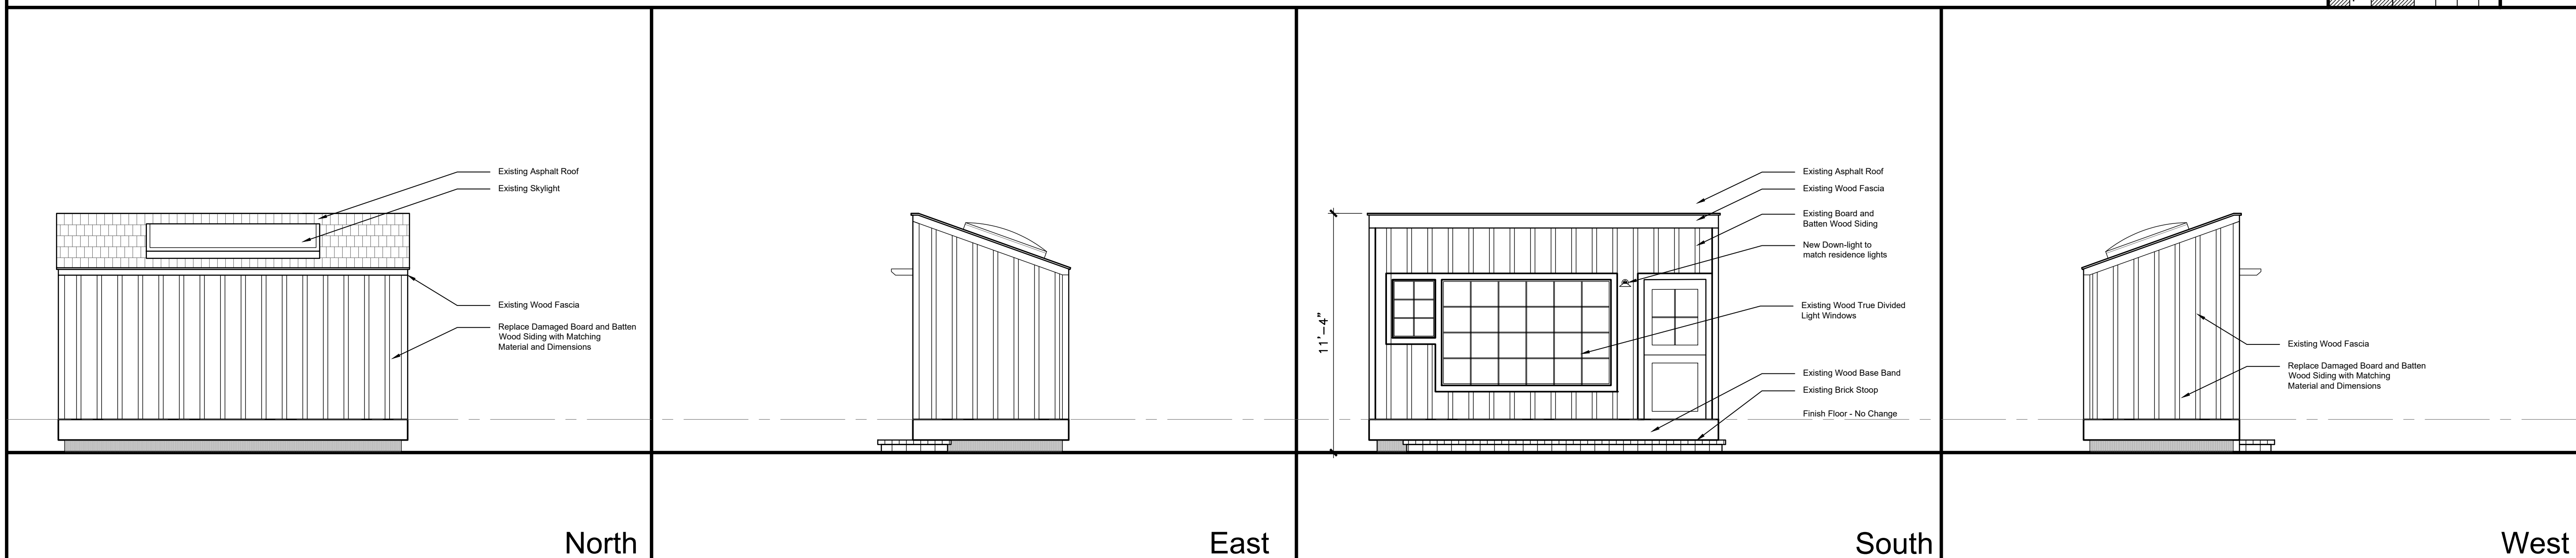 Existing Asphalt Roof
Existing Skylight
Existing Wood Fascia
Replace Damaged Board and Batten
Wood Siding with Matching
Material and Dimensions
North
East
11'-4"
Existing Asphalt Roof
Existing Wood Fascia
Existing Board and
Batten Wood Siding
New Down-light to
match residence lights
Existing Wood True Divided
Light Windows
Existing Wood Base Band
Existing Brick Stoop
Finish Floor - No Change
South
Existing Wood Fascia
Replace Damaged Board and Batten
Wood Siding with Matching
Material and Dimensions
West